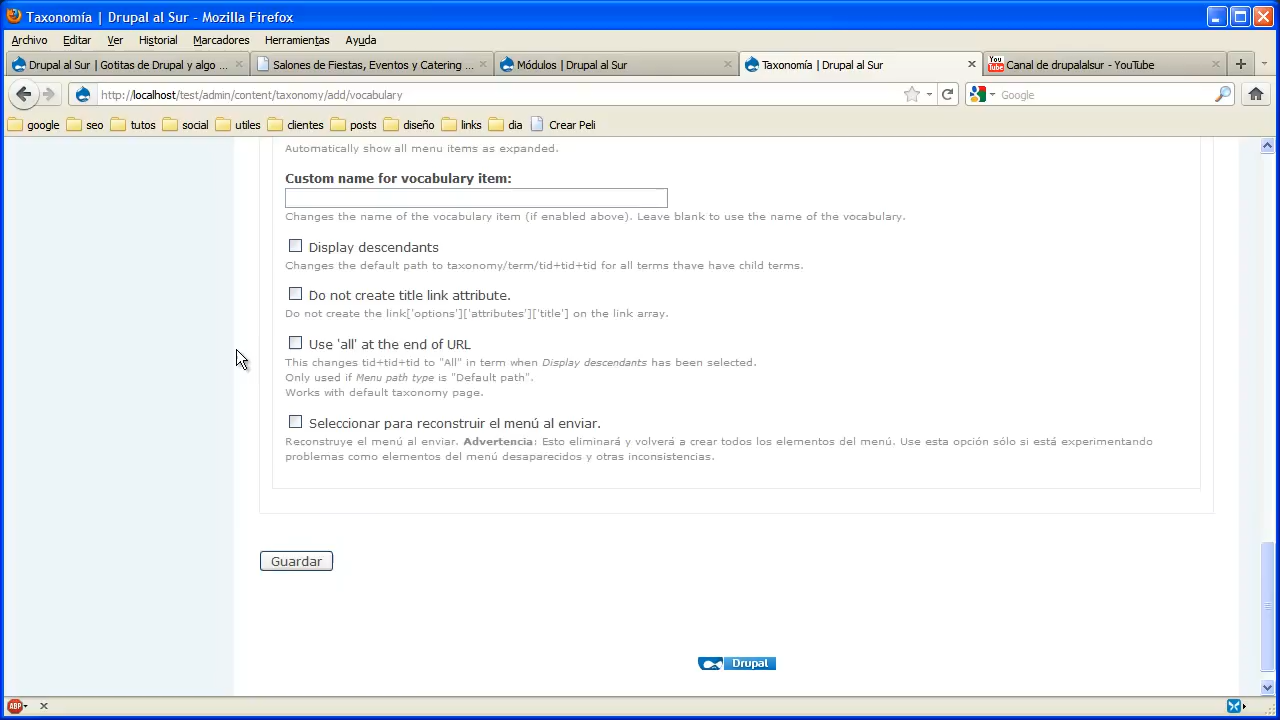 Taxonomía | Drupal al Sur - Mozilla Firefox
Archivo Editar Ver Historial Marcadores Herramientas Ayuda
Drupal al Sur | Gotitas de Drupal y algo ... Salones de Fiestas, Eventos y Catering ... Módulos | Drupal al Sur Taxonomía | Drupal al Sur You Tube Canal de drupalalsur - YouTube
http://localhost/test/admin/content/taxonomy/add/vocabulary Google
google seo tutos social utiles clientes posts diseño links dia Crear Peli
Automatically show all menu items as expanded.
Custom name for vocabulary item:
Changes the name of the vocabulary item (if enabled above). Leave blank to use the name of the vocabulary.
Display descendants
Changes the default path to taxonomy/term/tid+tid+tid for all terms thave have child terms.
Do not create title link attribute.
Do not create the link['options']['attributes']['title'] on the link array.
Use 'all' at the end of URL
This changes tid+tid+tid to "All" in term when Display descendants has been selected.
Only used if Menu path type is "Default path".
Works with default taxonomy page.
Seleccionar para reconstruir el menú al enviar.
Reconstruye el menú al enviar. Advertencia: Esto eliminará y volverá a crear todos los elementos del menú. Use esta opción sólo si está experimentando
problemas como elementos del menú desaparecidos y otras inconsistencias.
Guardar
Drupal
ABP